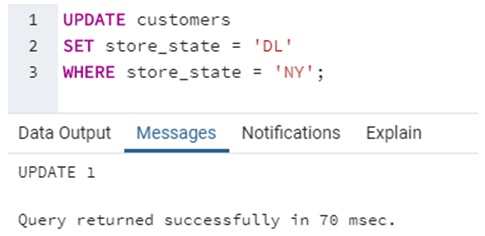 1 UPDATE customers
2 SET store_state = 'DL'
3 WHERE store_state = 'NY';
Data Output Messages Notifications Explain
UPDATE 1
Query returned successfully in 70 msec.